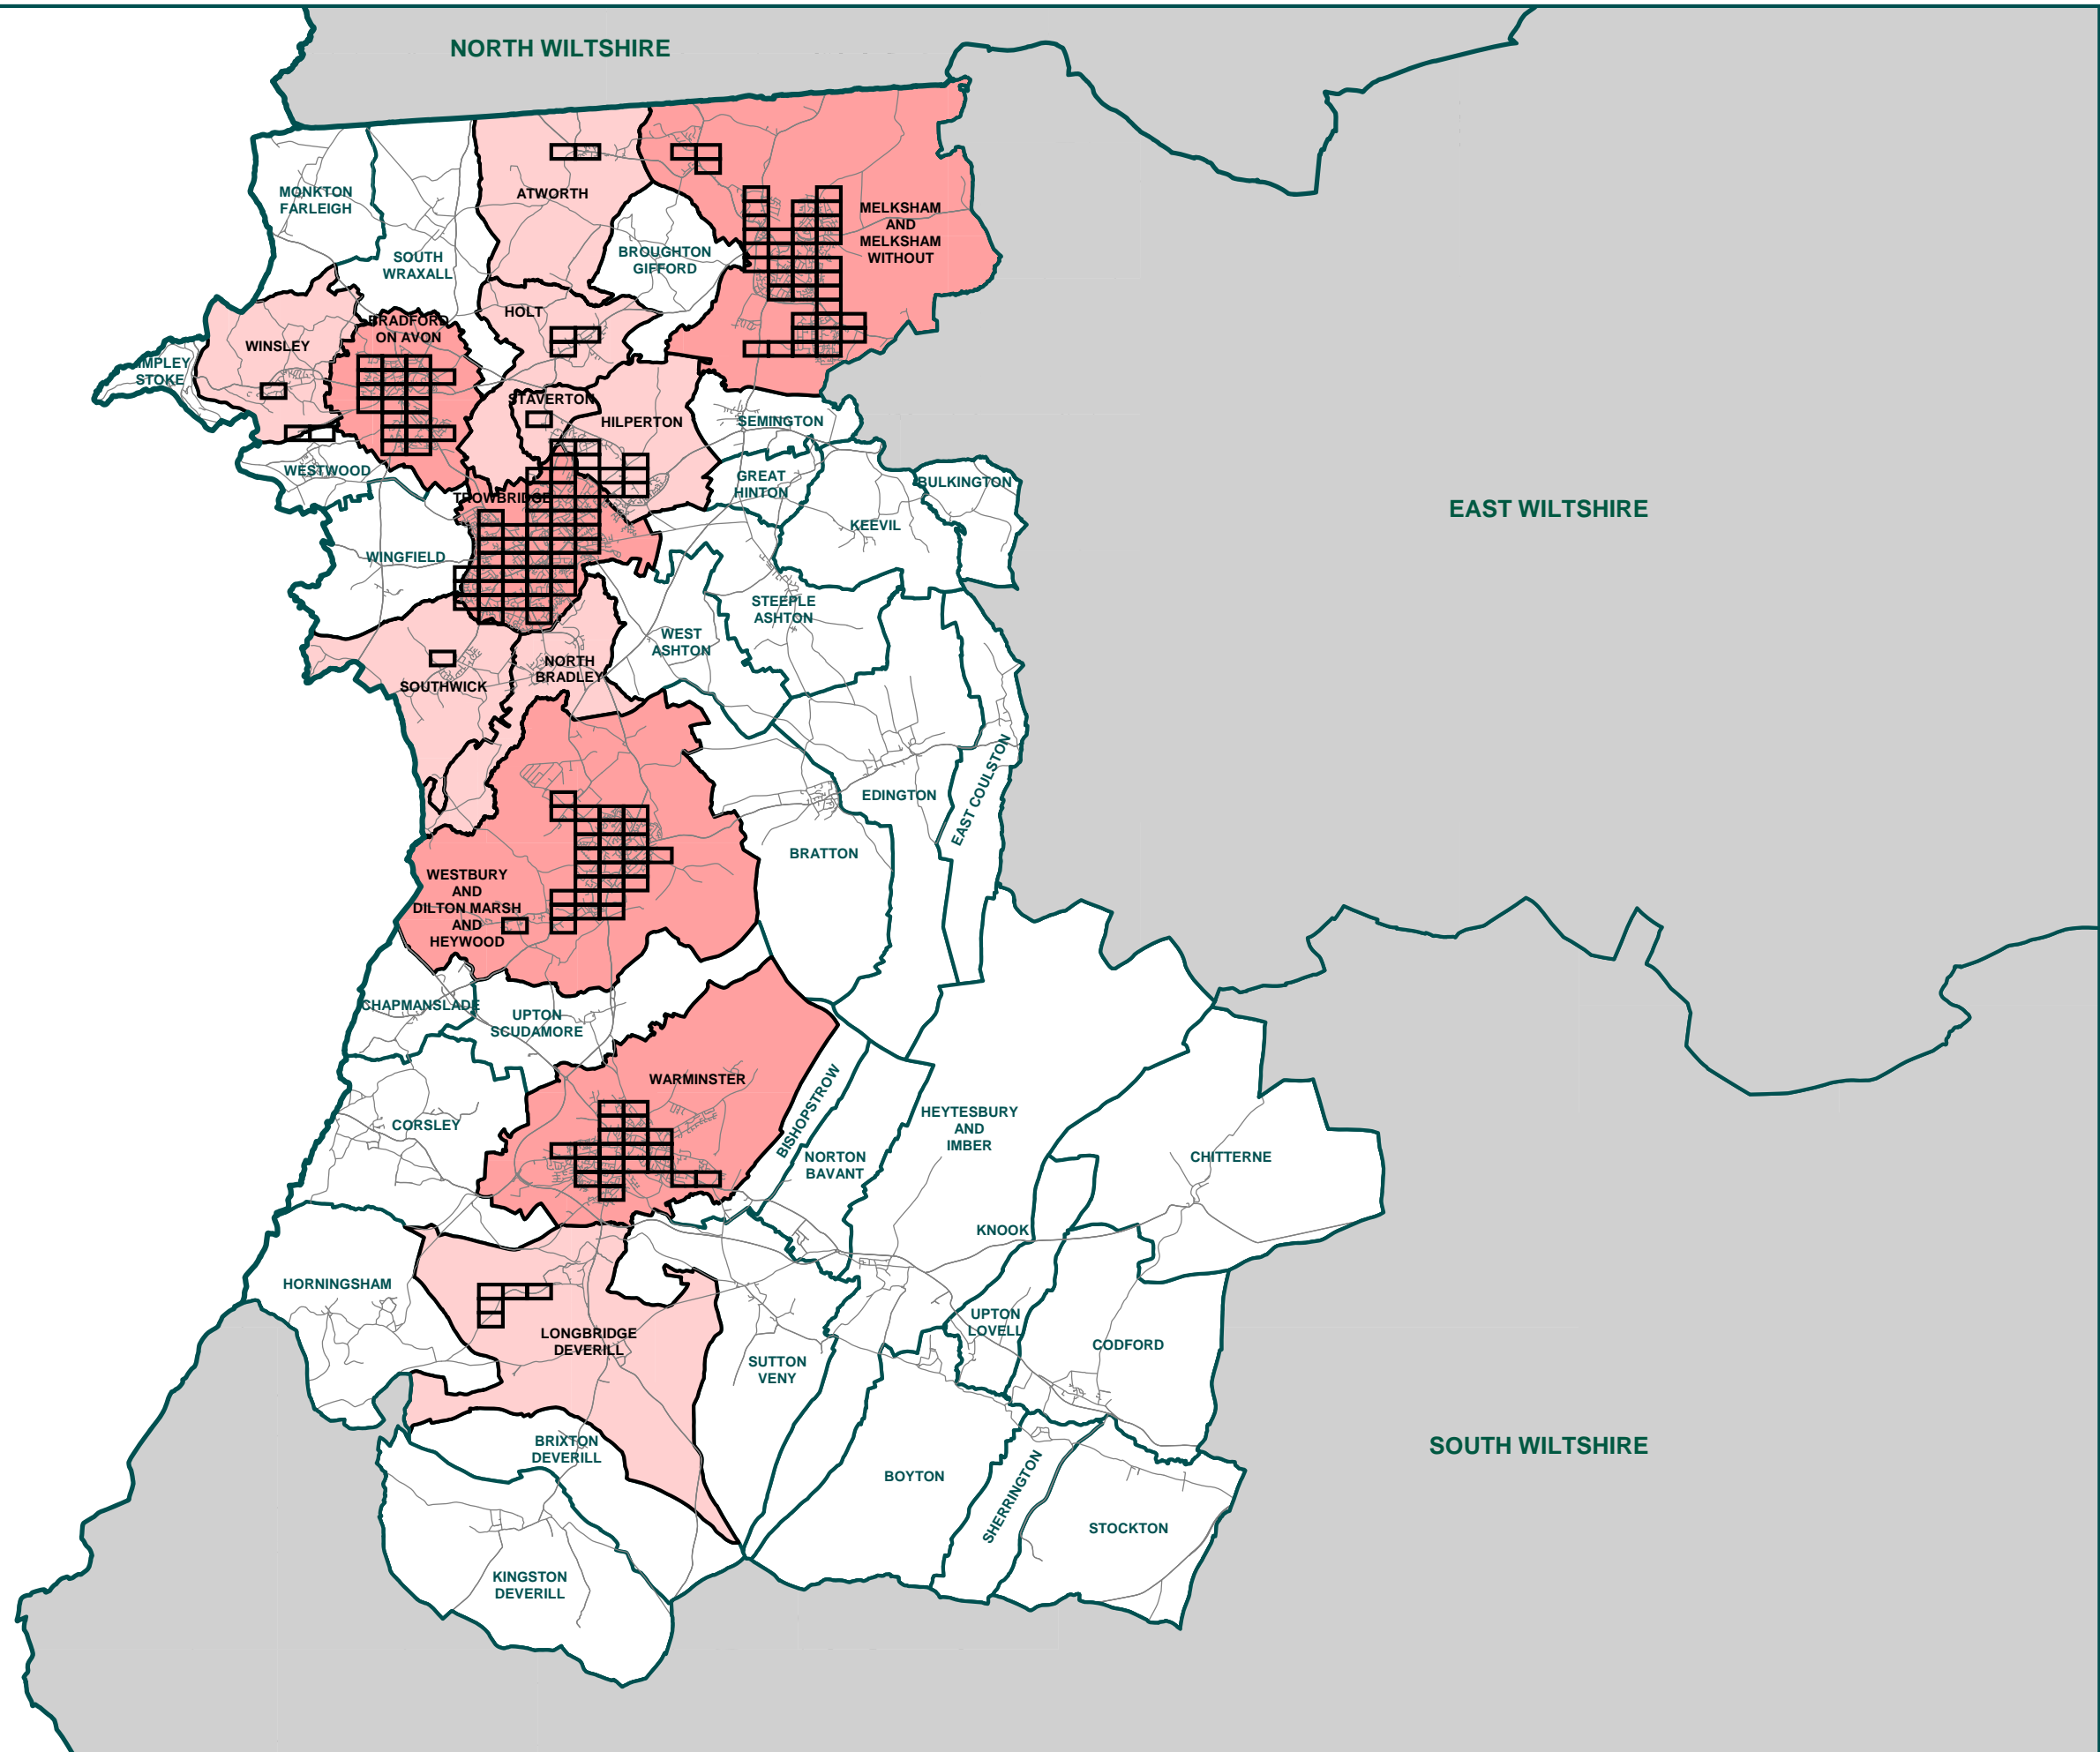 NORTH WILTSHIRE
MONKTON
FARLEIGH
ATWORTH
MELKSHAM
AND
MELKSHAM
WITHOUT
SOUTH
WRAXALL
BROUGHTON
GIFFORD
HOLT
BRADFORD
ON AVON
WINSLEY
IMPLEY
STOKE
STAVERTON
HILPERTON
SEMINGTON
WESTWOOD
GREAT
HINTON
BULKINGTON
TROWBRIDGE
EAST WILTSHIRE
KEEVIL
WINGFIELD
STEEPLE
ASHTON
WEST
ASHTON
NORTH
BRADLEY
SOUTHWICK
EAST COULSTON
EDINGTON
BRATTON
WESTBURY
AND
DILTON MARSH
AND
HEYWOOD
CHAPMANSLADE
UPTON
SCUDAMORE
WARMINSTER
BISHOPSTROW
HEYTESBURY
AND
IMBER
CORSLEY
NORTON
BAVANT
CHITTERNE
KNOOK
HORNINGSHAM
UPTON
LOVELL
LONGBRIDGE
DEVERILL
CODFORD
SUTTON
VENY
BRIXTON
DEVERILL
SOUTH WILTSHIRE
BOYTON
SHERRINGTON
STOCKTON
KINGSTON
DEVERILL